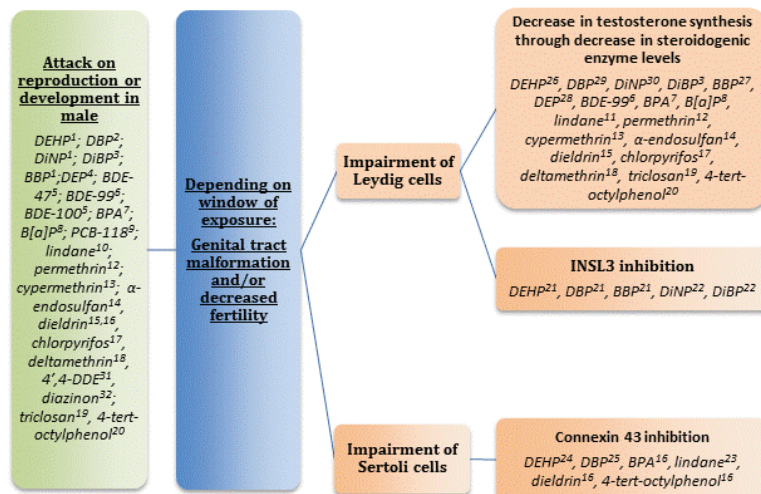 Attack on
reproduction or
development in
male
DEHP¹; DBP²;
DiNP¹; DiBP³;
BBP¹;DEP⁴; BDE-
47⁵; BDE-99⁶;
BDE-100⁵; BPA⁷;
B[a]P⁸; PCB-118⁹;
lindane¹⁰;
permethrin¹²;
cypermethrin¹³; α-
endosulfan¹⁴,
dieldrin¹⁵,¹⁶,
chlorpyrifos¹⁷,
deltamethrin¹⁸,
4’,4-DDE³¹,
diazinon³²;
triclosan¹⁹, 4-tert-
octylphenol²⁰
Depending on
window of
exposure:
Genital tract
malformation
and/or
decreased
fertility
Impairment of
Leydig cells
Decrease in testosterone synthesis
through decrease in steroidogenic
enzyme levels
DEHP²⁶, DBP²⁹, DiNP³⁰, DiBP³, BBP²⁷,
DEP²⁸, BDE-99⁶, BPA⁷, B[a]P⁸,
lindane¹¹, permethrin¹²,
cypermethrin¹³, α-endosulfan¹⁴,
dieldrin¹⁵, chlorpyrifos¹⁷,
deltamethrin¹⁸, triclosan¹⁹, 4-tert-
octylphenol²⁰
INSL3 inhibition
DEHP²¹, DBP²¹, BBP²¹, DiNP²², DiBP²²
Impairment of
Sertoli cells
Connexin 43 inhibition
DEHP²⁴, DBP²⁵, BPA¹⁶, lindane²³,
dieldrin¹⁶, 4-tert-octylphenol¹⁶